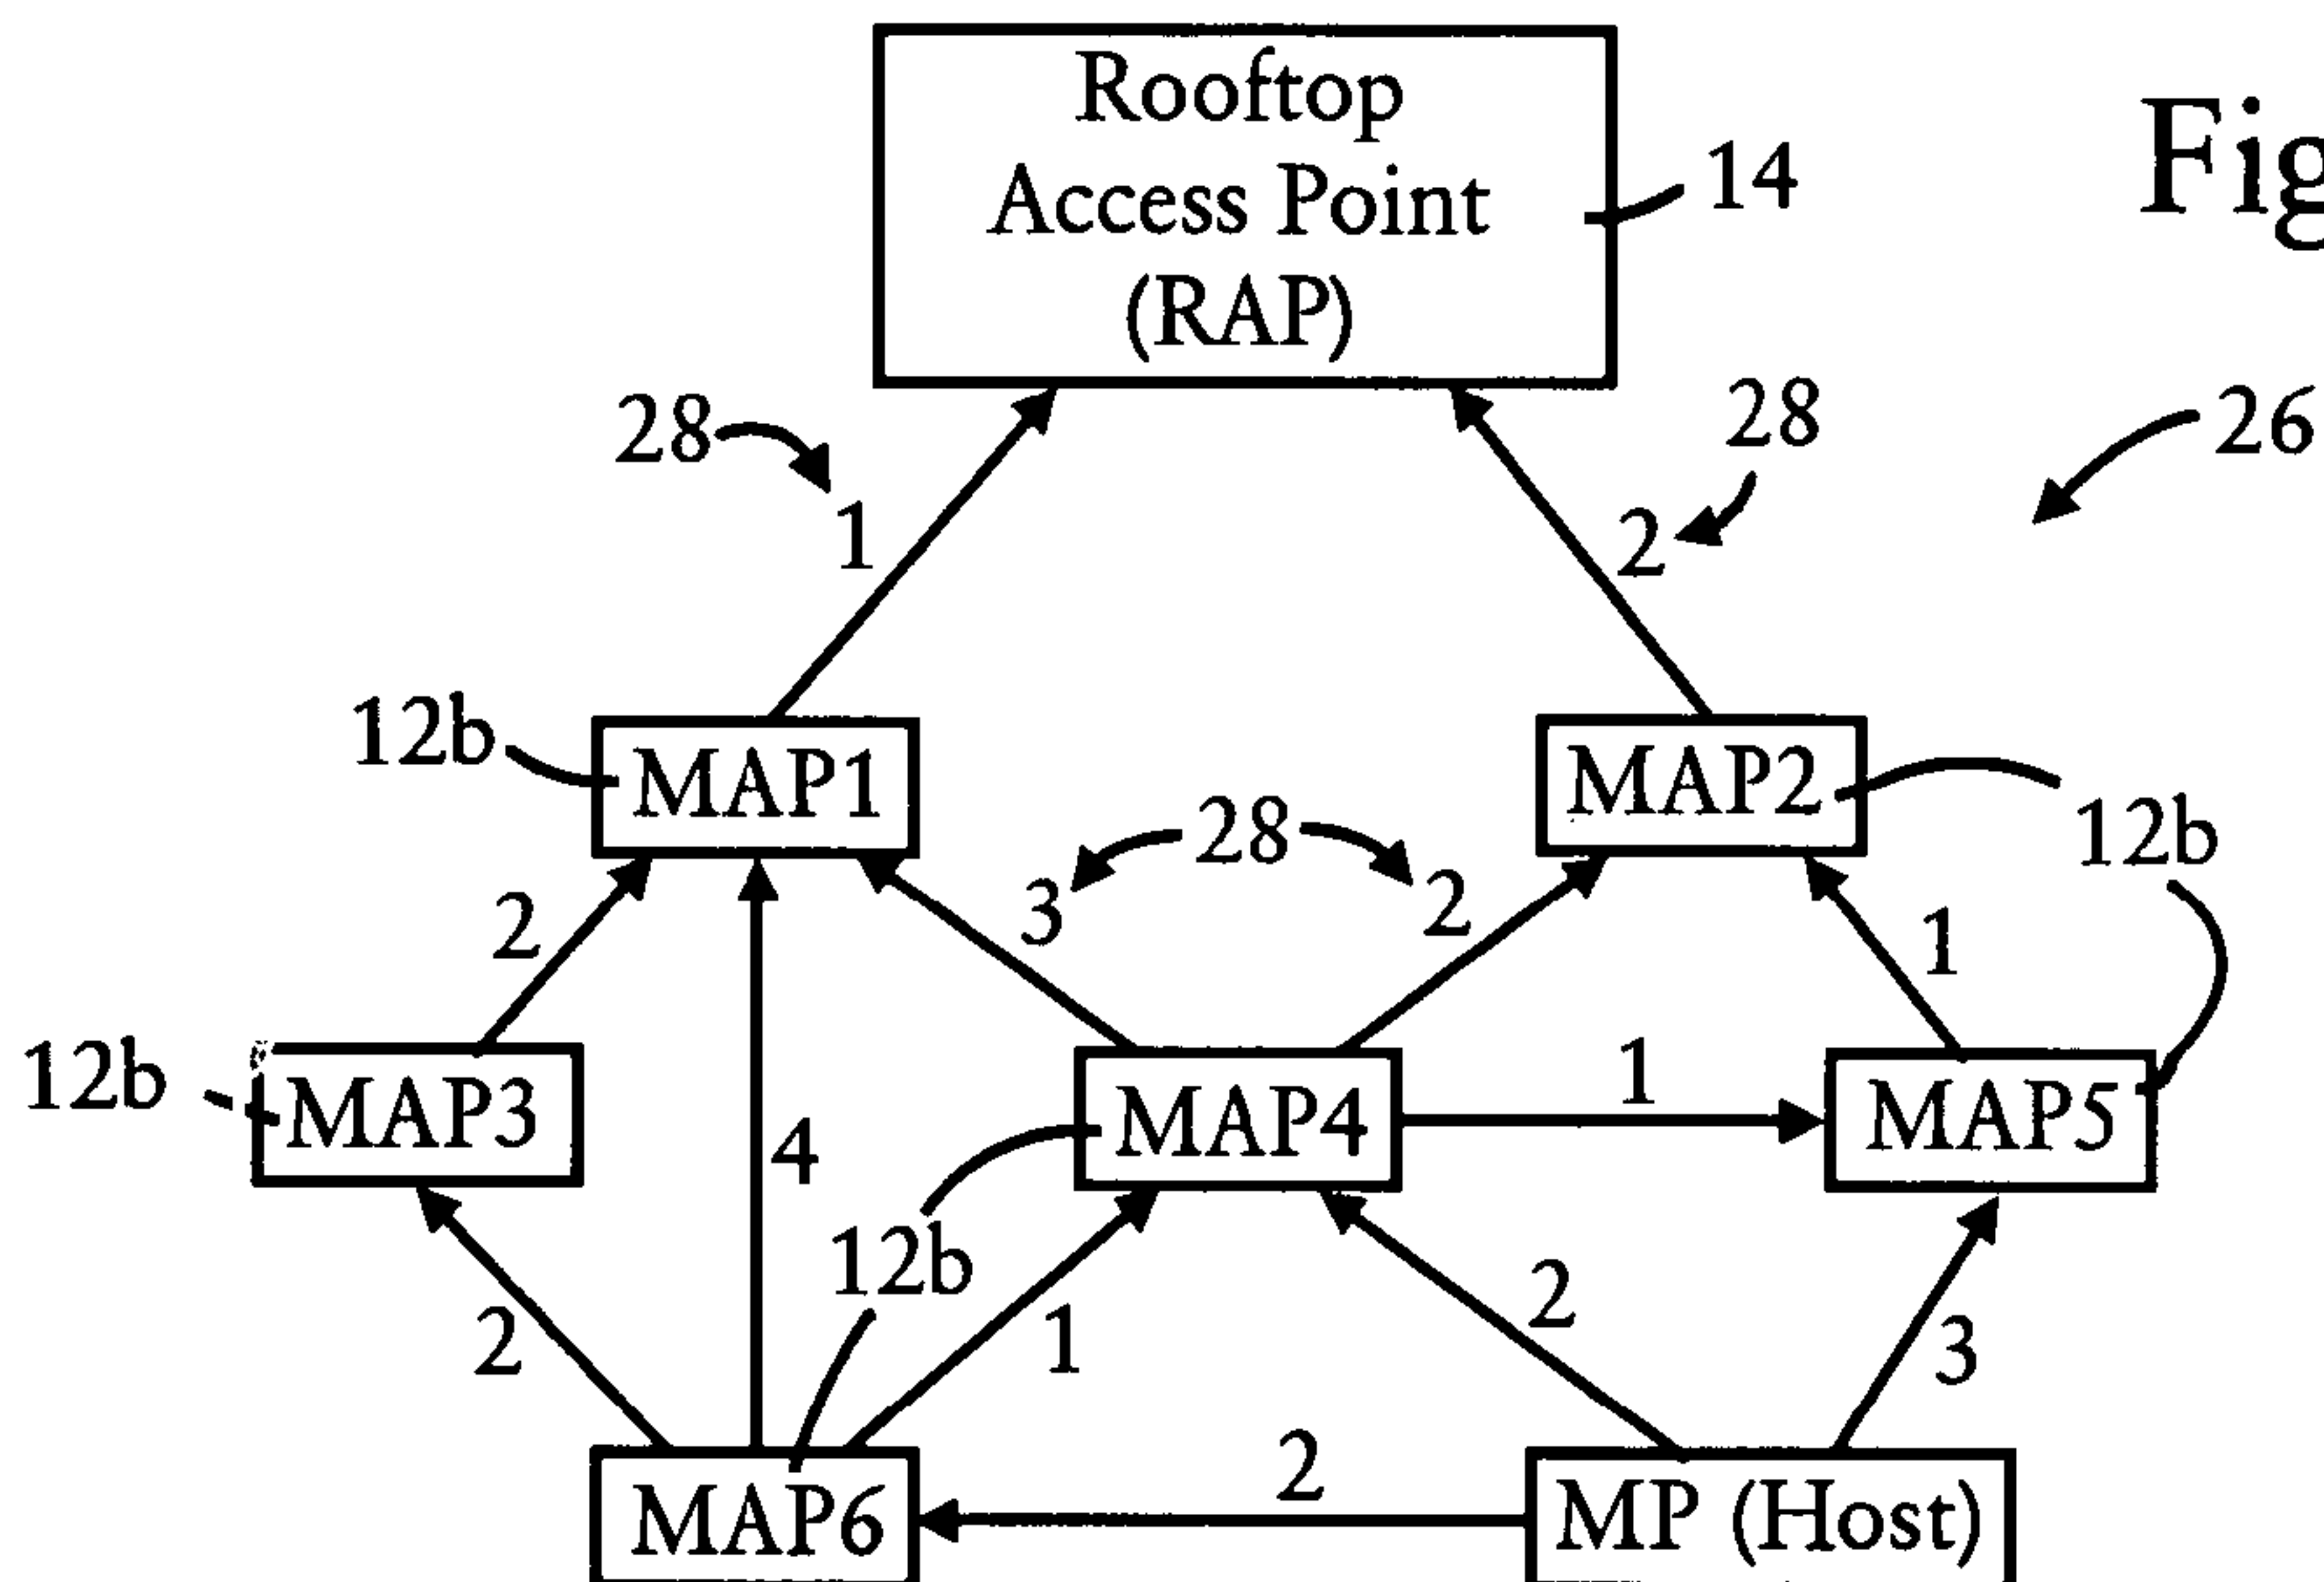 Rooftop
Access Point
(RAP)
14
Fig
28
28
26
1
2
12b
MAP1
MAP2
28
12b
3
2
2
1
12b
MAP3
MAP4
1
MAP5
4
12b
2
1
2
3
2
MAP6
MP (Host)